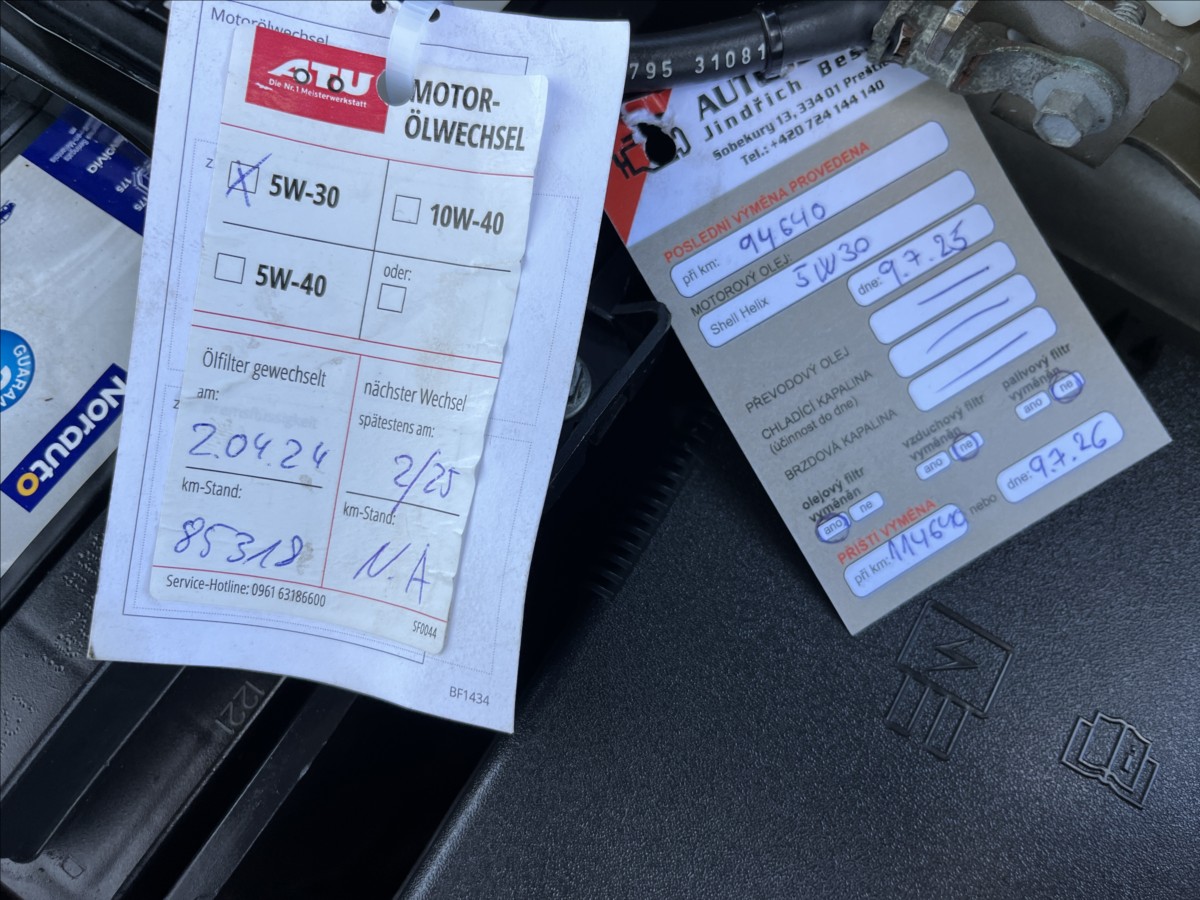 Motorölwechsel
ATU
Die Nr.1 Meisterwerkstatt
MOTOR-
ÖLWECHSEL
5W-30
10W-40
5W-40
oder:
Ölfilter gewechselt
am:
2.04.24
km-Stand:
85318
nächster Wechsel
spätestens am:
2/25
km-Stand:
N.A
Service-Hotline: 0961 63186600
SF0044
BF1434
795 31081
AUTO
Jindřich Bes
Sobekury 13, 334 01 Přeštic
Tel.: +420 724 144 140
POSLEDNÍ VÝMĚNA PROVEDENA
při km: 94640
MOTOROVÝ OLEJ:
Shell Helix 5W30
dne: 9.7.25
PŘEVODOVÝ OLEJ
CHLADÍCÍ KAPALINA
(účinnost do dne)
BRZDOVÁ KAPALINA
olejový filtr
vyměněn
ano ne
vzduchový filtr
vyměněn
ano ne
palivový filtr
vyměněn
ano ne
PŘÍŠTÍ VÝMĚNA
při km: 114640 nebo dne: 9.7.26
Norauto
GUARAN
1221